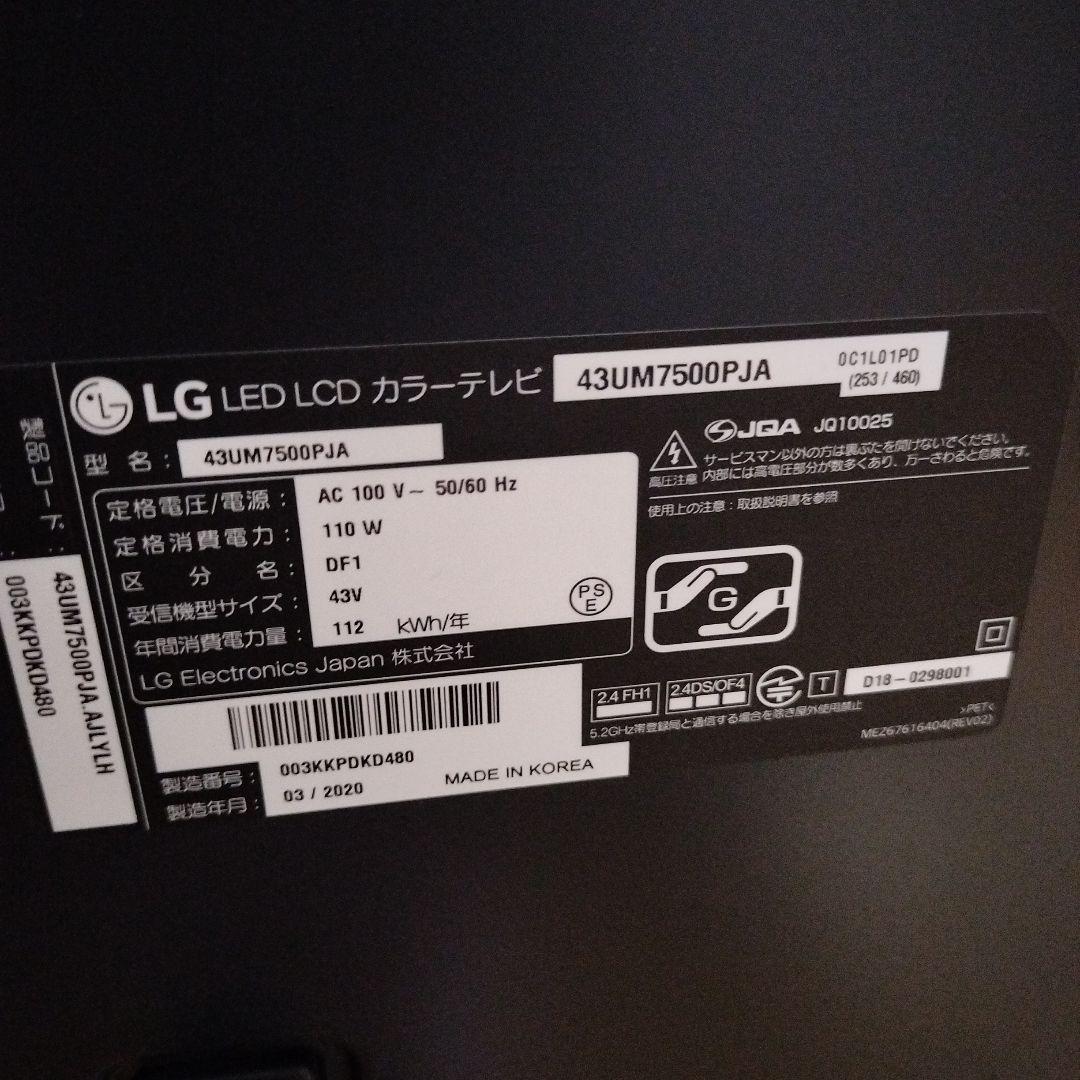 LG LED LCD カラーテレビ 43UM7500PJA 0C1L01PD
(253 / 460)
型 名 : 43UM7500PJA
定格電圧/電源 : AC 100 V～ 50/60 Hz
定格消費電力 : 110 W
区 分 名 : DF1
受信機型サイズ : 43V
年間消費電力量 : 112 kWh/年
PS
E
LG Electronics Japan 株式会社
003KKPDKD480
製造番号 :
MADE IN KOREA
製造年月 : 03 / 2020
JQA JQ10025
高圧注意
サービスマン以外の方は裏ぶたを開けないでください。
内部には高電圧部分が数多くあり、万一さわると危険です。
使用上の注意 : 取扱説明書を参照
G
2.4 FH1 2.4DS/OF4 T D18-0298001
5.2GHz帯登録局と通信する場合を除き屋外使用禁止
>PET<
MEZ67616404(REV02)
43UM7500PJA.AJLYLH
003KKPDKD480